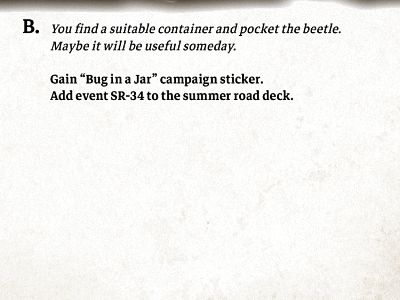 B. You find a suitable container and pocket the beetle.
Maybe it will be useful someday.
Gain “Bug in a Jar” campaign sticker.
Add event SR-34 to the summer road deck.